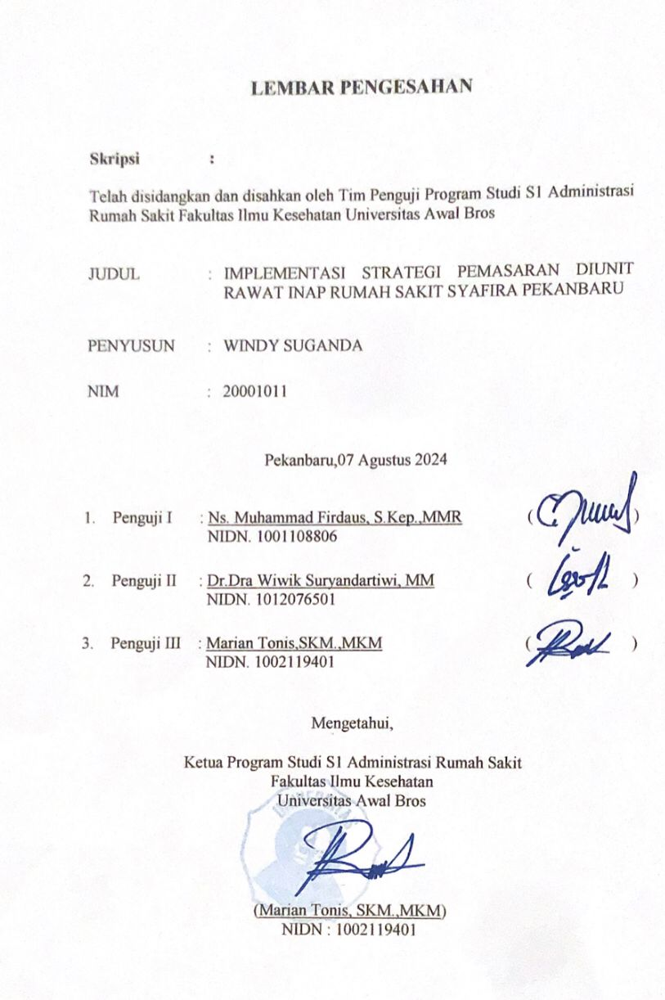 LEMBAR PENGESAHAN
Skripsi :
Telah disidangkan dan disahkan oleh Tim Penguji Program Studi S1 Administrasi
Rumah Sakit Fakultas Ilmu Kesehatan Universitas Awal Bros
JUDUL : IMPLEMENTASI STRATEGI PEMASARAN DIUNIT
RAWAT INAP RUMAH SAKIT SYAFIRA PEKANBARU
PENYUSUN : WINDY SUGANDA
NIM : 20001011
Pekanbaru,07 Agustus 2024
1. Penguji I : Ns. Muhammad Firdaus, S.Kep.,MMR ( )
NIDN. 1001108806
2. Penguji II : Dr.Dra Wiwik Suryandartiwi, MM ( )
NIDN. 1012076501
3. Penguji III : Marian Tonis,SKM.,MKM ( )
NIDN. 1002119401
Mengetahui,
Ketua Program Studi S1 Administrasi Rumah Sakit
Fakultas Ilmu Kesehatan
Universitas Awal Bros
UNIVERSITAS
(Marian Tonis, SKM.,MKM)
NIDN : 1002119401